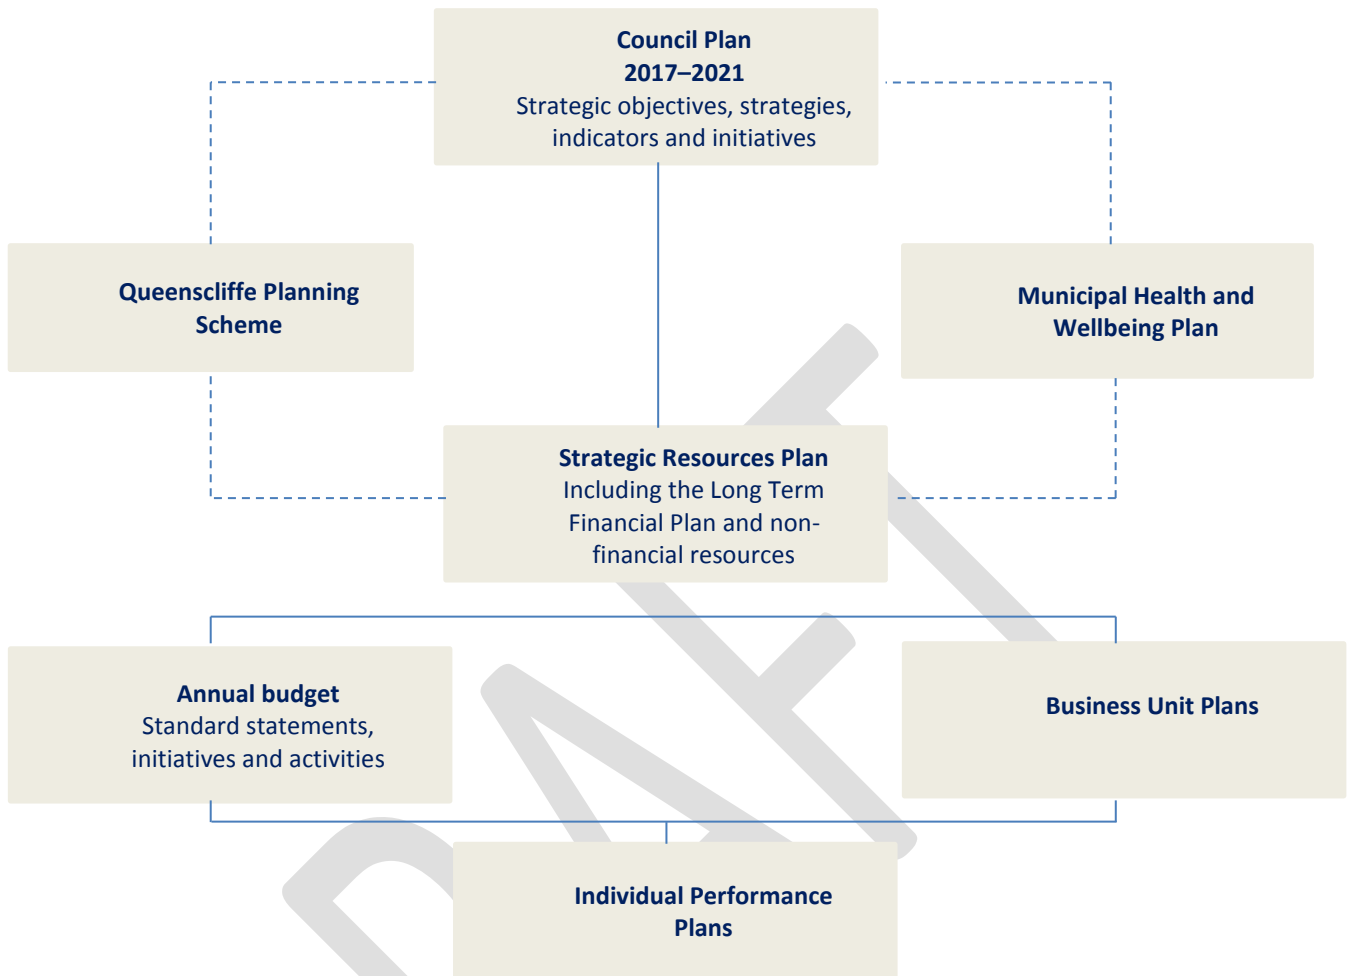 Council Plan
2017–2021
Strategic objectives, strategies,
indicators and initiatives
Queenscliffe Planning
Scheme
Municipal Health and
Wellbeing Plan
Strategic Resources Plan
Including the Long Term
Financial Plan and non-
financial resources
Annual budget
Standard statements,
initiatives and activities
Business Unit Plans
Individual Performance
Plans
DRAFT